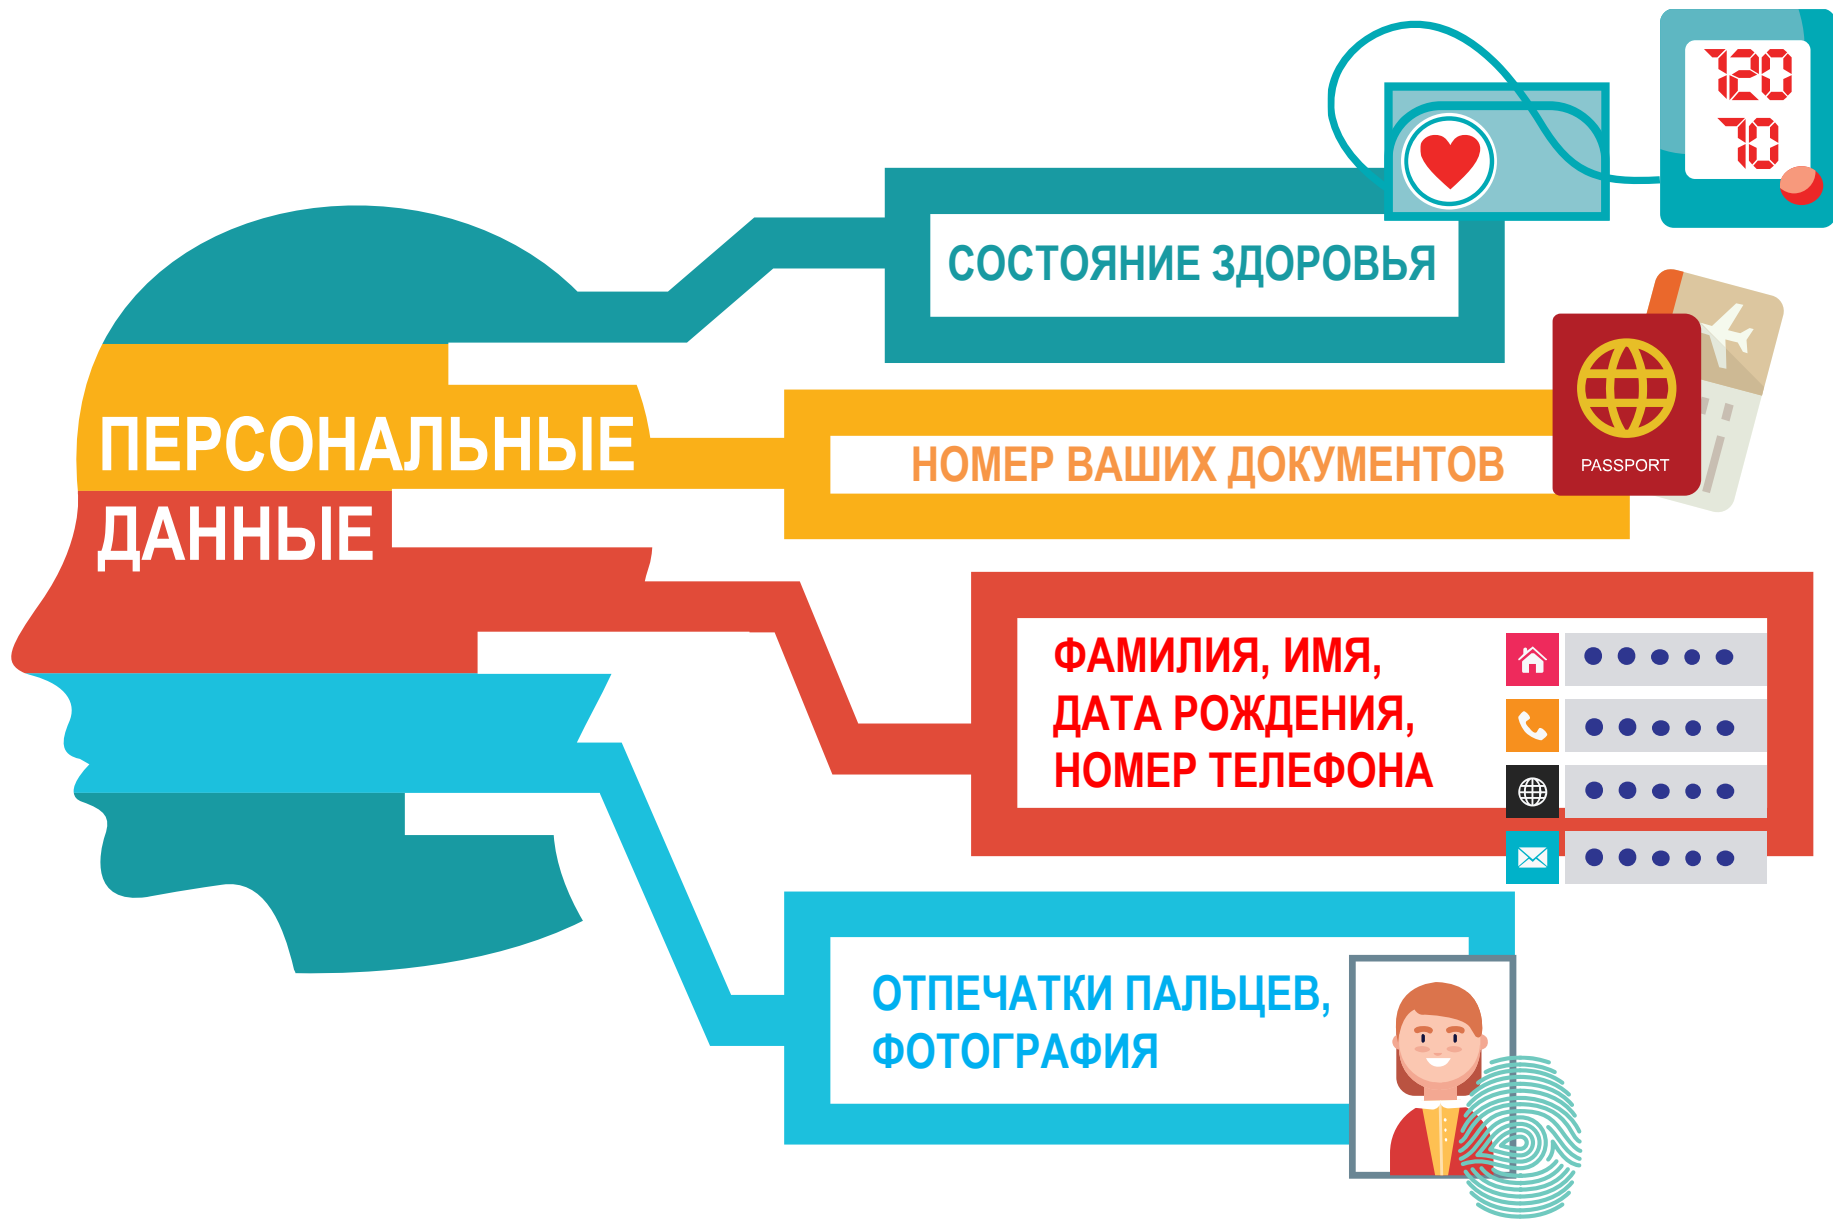 120
70
СОСТОЯНИЕ ЗДОРОВЬЯ
ПЕРСОНАЛЬНЫЕ
ДАННЫЕ
НОМЕР ВАШИХ ДОКУМЕНТОВ
PASSPORT
ФАМИЛИЯ, ИМЯ,
ДАТА РОЖДЕНИЯ,
НОМЕР ТЕЛЕФОНА
ОТПЕЧАТКИ ПАЛЬЦЕВ,
ФОТОГРАФИЯ